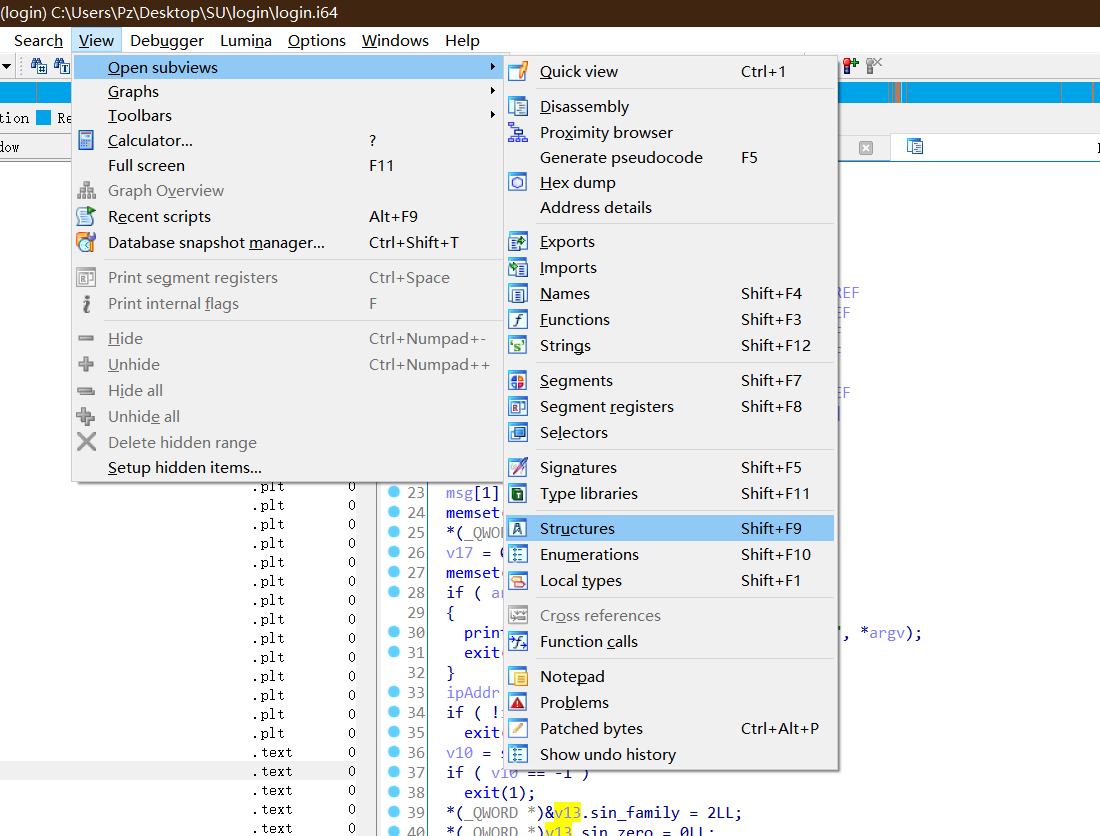 (login) C:\Users\Pz\Desktop\SU\login\login.i64
Search View Debugger Lumina Options Windows Help
Open subviews
Graphs
Toolbars
Calculator... ?
Full screen F11
Graph Overview
Recent scripts Alt+F9
Database snapshot manager... Ctrl+Shift+T
Print segment registers Ctrl+Space
Print internal flags F
Hide Ctrl+Numpad+-
Unhide Ctrl+Numpad++
Hide all
Unhide all
Delete hidden range
Setup hidden items...
Quick view Ctrl+1
Disassembly
Proximity browser
Generate pseudocode F5
Hex dump
Address details
Exports
Imports
Names Shift+F4
Functions Shift+F3
Strings Shift+F12
Segments Shift+F7
Segment registers Shift+F8
Selectors
Signatures Shift+F5
Type libraries Shift+F11
Structures Shift+F9
Enumerations Shift+F10
Local types Shift+F1
Cross references
Function calls
Notepad
Problems
Patched bytes Ctrl+Alt+P
Show undo history
.plt 0
.plt 0
.plt 0
.plt 0
.plt 0
.plt 0
.plt 0
.plt 0
.plt 0
.plt 0
.plt 0
.plt 0
.plt 0
.plt 0
.text 0
.text 0
.text 0
.text 0
.text 0
23 msg[1]
24 memset
25 *(_QWO
26 v17 =
27 memset
28 if ( a
29 {
30 prin ", *argv);
31 exit
32 }
33 ipAddr
34 if ( !
35 exit
36 v10 = s
37 if ( v10 == -1 )
38 exit(1);
39 *(_QWORD *)&v13.sin_family = 2LL;
40 *(_QWORD *)v13.sin_zero = 0LL;